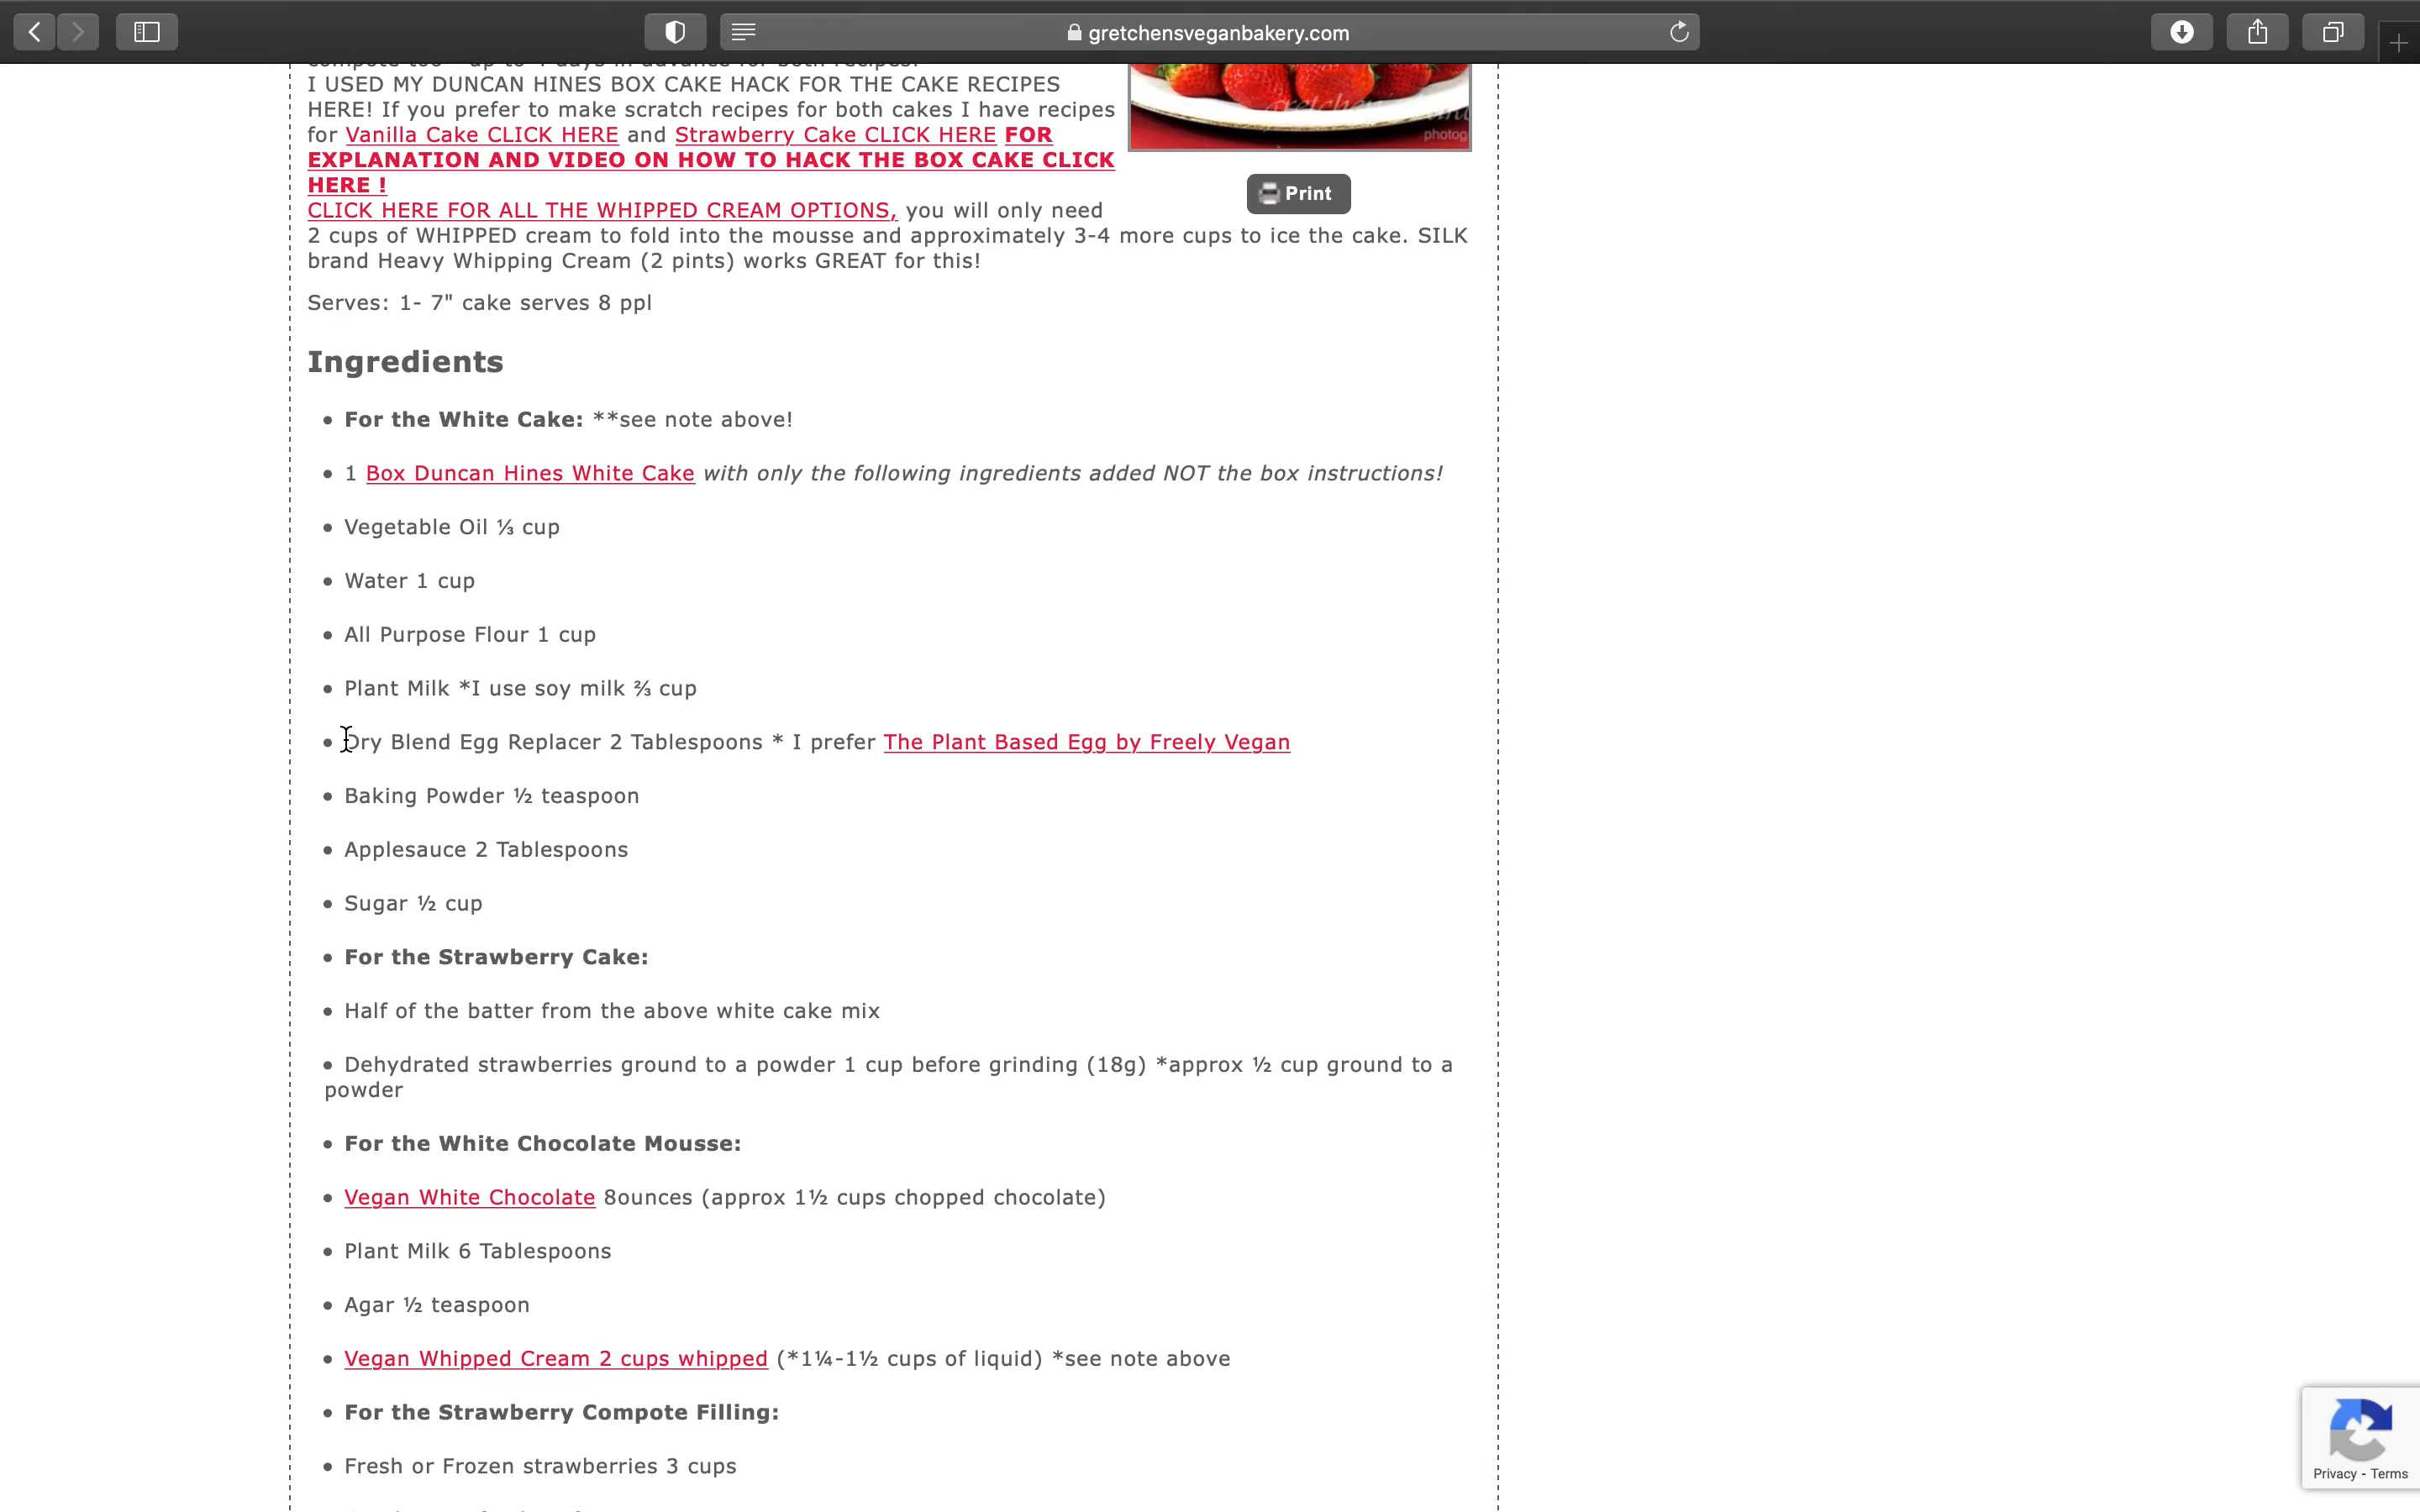 gretchensveganbakery.com
I USED MY DUNCAN HINES BOX CAKE HACK FOR THE CAKE RECIPES
HERE! If you prefer to make scratch recipes for both cakes I have recipes
for Vanilla Cake CLICK HERE and Strawberry Cake CLICK HERE FOR
EXPLANATION AND VIDEO ON HOW TO HACK THE BOX CAKE CLICK
HERE !
CLICK HERE FOR ALL THE WHIPPED CREAM OPTIONS, you will only need
2 cups of WHIPPED cream to fold into the mousse and approximately 3-4 more cups to ice the cake. SILK
brand Heavy Whipping Cream (2 pints) works GREAT for this!
Print
Serves: 1- 7" cake serves 8 ppl
Ingredients
• For the White Cake: **see note above!
• 1 Box Duncan Hines White Cake with only the following ingredients added NOT the box instructions!
• Vegetable Oil ⅓ cup
• Water 1 cup
• All Purpose Flour 1 cup
• Plant Milk *I use soy milk ⅔ cup
• Dry Blend Egg Replacer 2 Tablespoons * I prefer The Plant Based Egg by Freely Vegan
• Baking Powder ½ teaspoon
• Applesauce 2 Tablespoons
• Sugar ½ cup
• For the Strawberry Cake:
• Half of the batter from the above white cake mix
• Dehydrated strawberries ground to a powder 1 cup before grinding (18g) *approx ½ cup ground to a
powder
• For the White Chocolate Mousse:
• Vegan White Chocolate 8ounces (approx 1½ cups chopped chocolate)
• Plant Milk 6 Tablespoons
• Agar ½ teaspoon
• Vegan Whipped Cream 2 cups whipped (*1¼-1½ cups of liquid) *see note above
• For the Strawberry Compote Filling:
• Fresh or Frozen strawberries 3 cups
Privacy - Terms